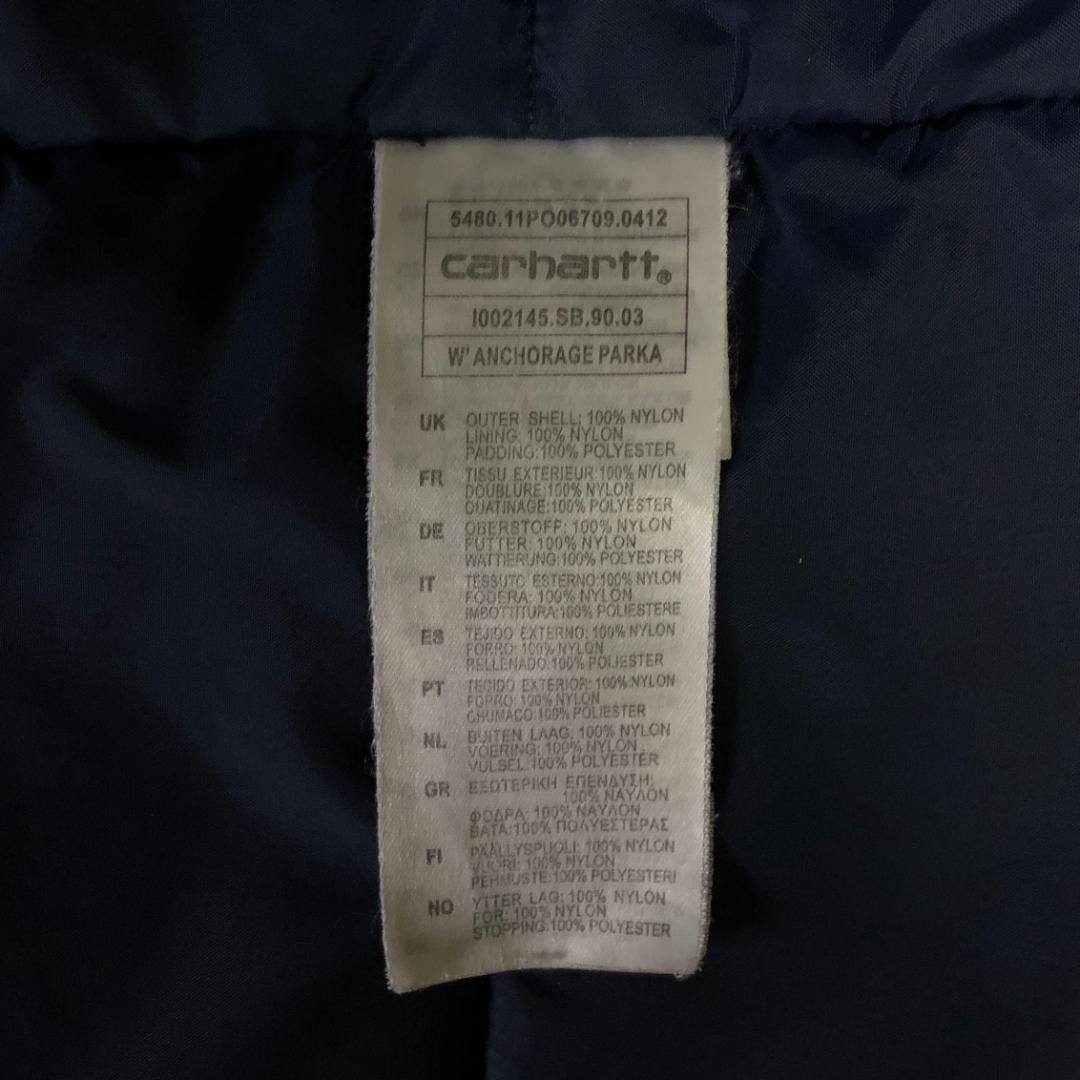 5480.11PO06709.0412
carhartt®
I002145.SB.90.03
W' ANCHORAGE PARKA
UK OUTER SHELL: 100% NYLON
LINING: 100% NYLON
PADDING:100% POLYESTER
FR TISSU EXTERIEUR:100% NYLON
DOUBLURE:100% NYLON
OUATINAGE:100% POLYESTER
DE OBERSTOFF: 100% NYLON
FUTTER: 100% NYLON
WATTIERUNG:100% POLYESTER
IT TESSUTO ESTERNO:100% NYLON
FODERA: 100% NYLON
IMBOTTITURA:100% POLIESTERE
ES TEJIDO EXTERNO: 100% NYLON
FORRO: 100% NYLON
RELLENADO:100% POLIESTER
PT TECIDO EXTERIOR: 100% NYLON
FORRO: 100% NYLON
CHUMACO:100% POLIESTER
NL BUITEN LAAG: 100% NYLON
VOERING: 100% NYLON
VULSEL:100% POLYESTER
GR ΕΞΩΤΕΡΙΚΗ ΕΠΕΝΔΥΣΗ:
100% ΝΑΥΛΟΝ
ΦΟΔΡΑ: 100% ΝΑΥΛΟΝ
ΒΑΤΑ:100% ΠΟΛΥΕΣΤΕΡΑΣ
FI PÄÄLLYSPUOLI: 100% NYLON
VUORI: 100% NYLON
PEHMUSTE:100% POLYESTERI
NO YTTER LAG: 100% NYLON
FOR: 100% NYLON
STOPPING:100% POLYESTER